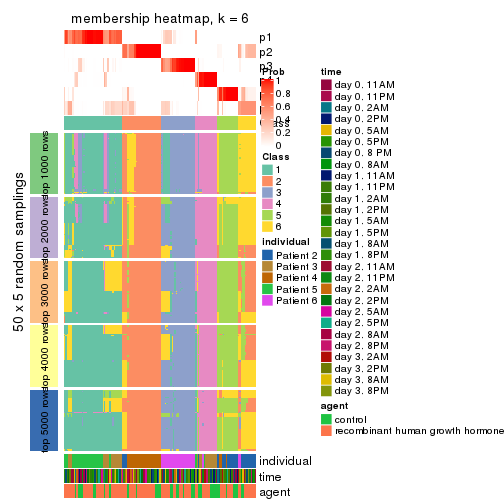 membership heatmap, k = 6
p1
p2
p3
Prob
1
0.8
0.6
0.4
0.2
0
Class
1
2
3
4
5
6
individual
Patient 2
Patient 3
Patient 4
Patient 5
Patient 6
time
day 0. 11AM
day 0. 11PM
day 0. 2AM
day 0. 2PM
day 0. 5AM
day 0. 5PM
day 0. 8 PM
day 0. 8AM
day 1. 11AM
day 1. 11PM
day 1. 2AM
day 1. 2PM
day 1. 5AM
day 1. 5PM
day 1. 8AM
day 1. 8PM
day 2. 11AM
day 2. 11PM
day 2. 2AM
day 2. 2PM
day 2. 5AM
day 2. 5PM
day 2. 8AM
day 2. 8PM
day 3. 2AM
day 3. 2PM
day 3. 8AM
day 3. 8PM
agent
control
recombinant human growth hormone
50 x 5 random samplings
top 1000 rows
top 2000 rows
top 3000 rows
top 4000 rows
top 5000 rows
individual
time
agent